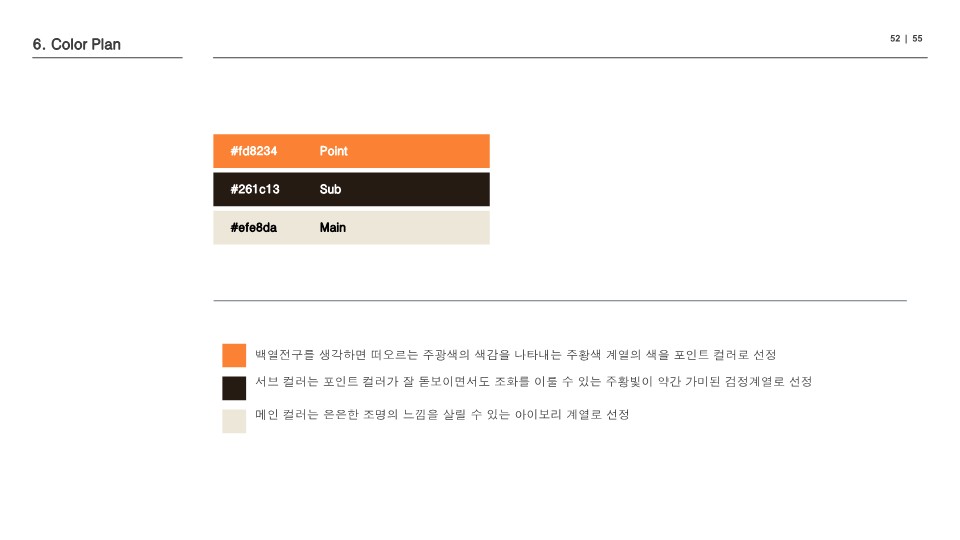 6. Color Plan
52 | 55
#fd8234 Point
#261c13 Sub
#efe8da Main
백열전구를 생각하면 떠오르는 주광색의 색감을 나타내는 주황색 계열의 색을 포인트 컬러로 선정
서브 컬러는 포인트 컬러가 잘 돋보이면서도 조화를 이룰 수 있는 주황빛이 약간 가미된 검정계열로 선정
메인 컬러는 은은한 조명의 느낌을 살릴 수 있는 아이보리 계열로 선정